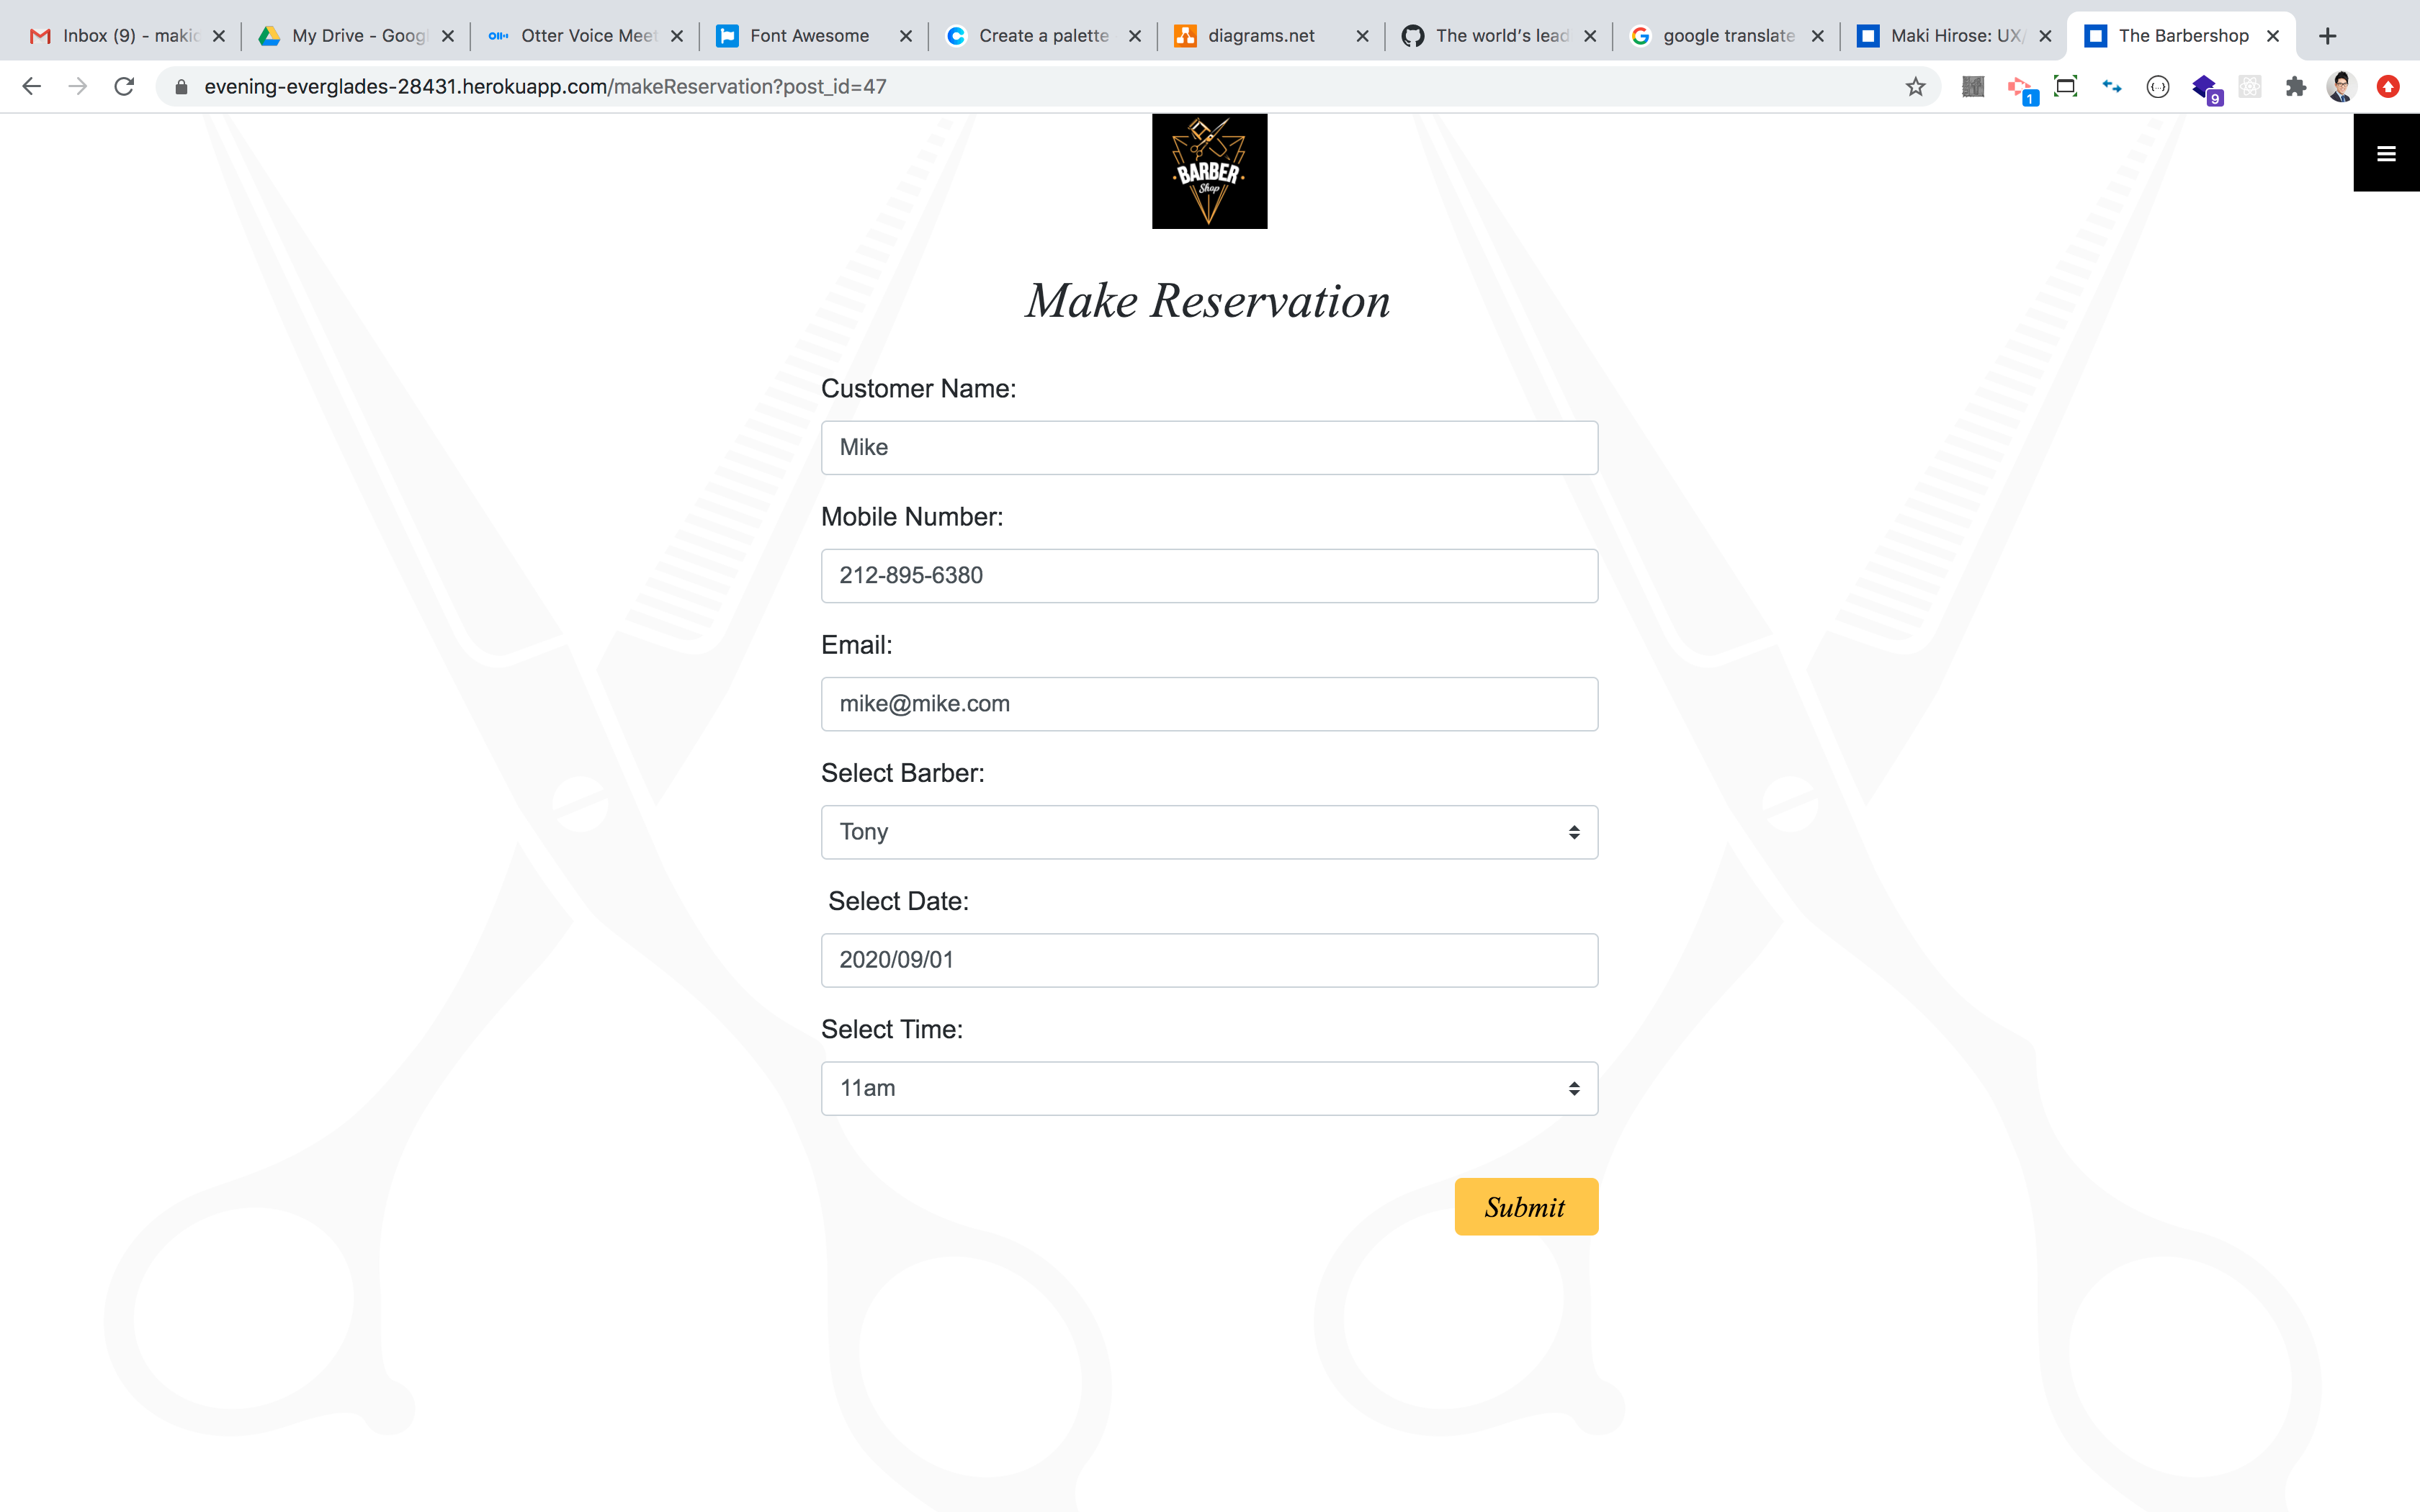 Inbox (9) - makic
My Drive - Googl
Otter Voice Meet
Font Awesome
Create a palette
diagrams.net
The world's lead
google translate
Maki Hirose: UX/
The Barbershop
evening-everglades-28431.herokuapp.com/makeReservation?post_id=47
1
9
BARBER
Shop
Make Reservation
Customer Name:
Mike
Mobile Number:
212-895-6380
Email:
mike@mike.com
Select Barber:
Tony
Select Date:
2020/09/01
Select Time:
11am
Submit